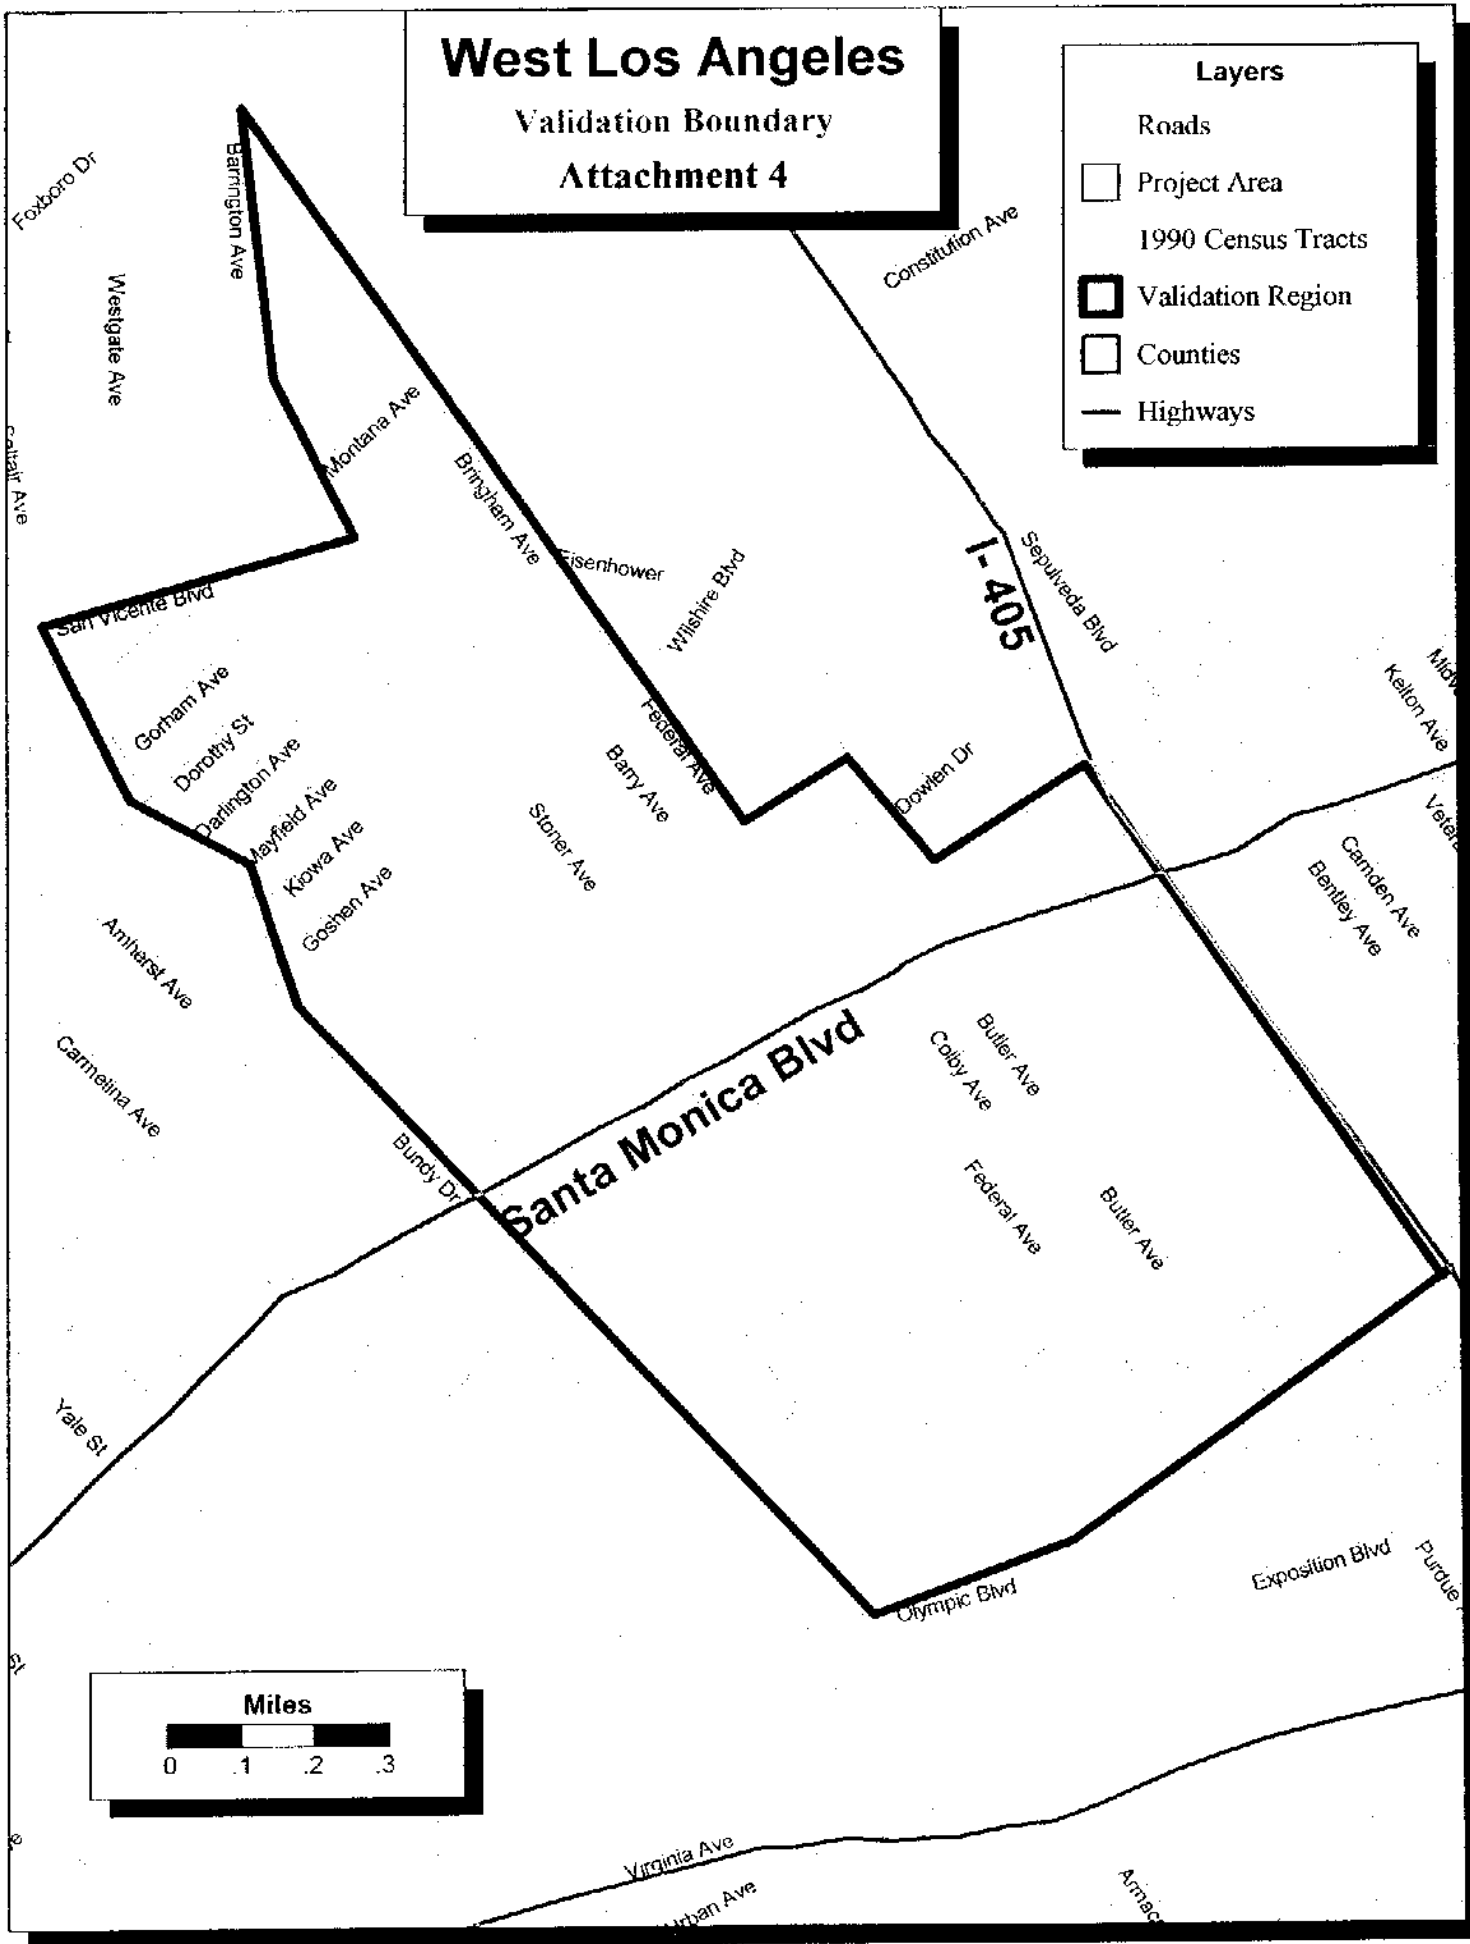 West Los Angeles
Validation Boundary
Attachment 4
Layers
Roads
Project Area
1990 Census Tracts
Validation Region
Counties
Highways
Foxboro Dr
Barrington Ave
Constitution Ave
Westgate Ave
Montana Ave
Ave
Bringham Ave
Eisenhower
Wilshire Blvd
I-405
Sepulveda Blvd
San Vicente Blvd
Gorham Ave
Dorothy St
Darlington Ave
Mayfield Ave
Kiowa Ave
Goshen Ave
Federal Ave
Barry Ave
Stoner Ave
Dowlen Dr
Kelton Ave
Camden Ave
Bentley Ave
Amherst Ave
Carmelina Ave
Bundy Dr
Santa Monica Blvd
Butler Ave
Colby Ave
Federal Ave
Butler Ave
Yale St
Olympic Blvd
Exposition Blvd
Purdue
St
Miles
0 .1 .2 .3
Virginia Ave
Urban Ave